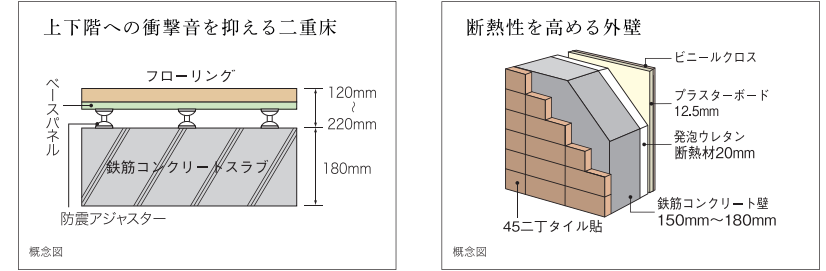 上下階への衝撃音を抑える二重床
フローリング
ベースパネル
120mm
〜
220mm
鉄筋コンクリートスラブ
180mm
防震アジャスター
概念図
断熱性を高める外壁
ビニールクロス
プラスターボード
12.5mm
発泡ウレタン
断熱材20mm
鉄筋コンクリート壁
150mm〜180mm
45二丁タイル貼
概念図